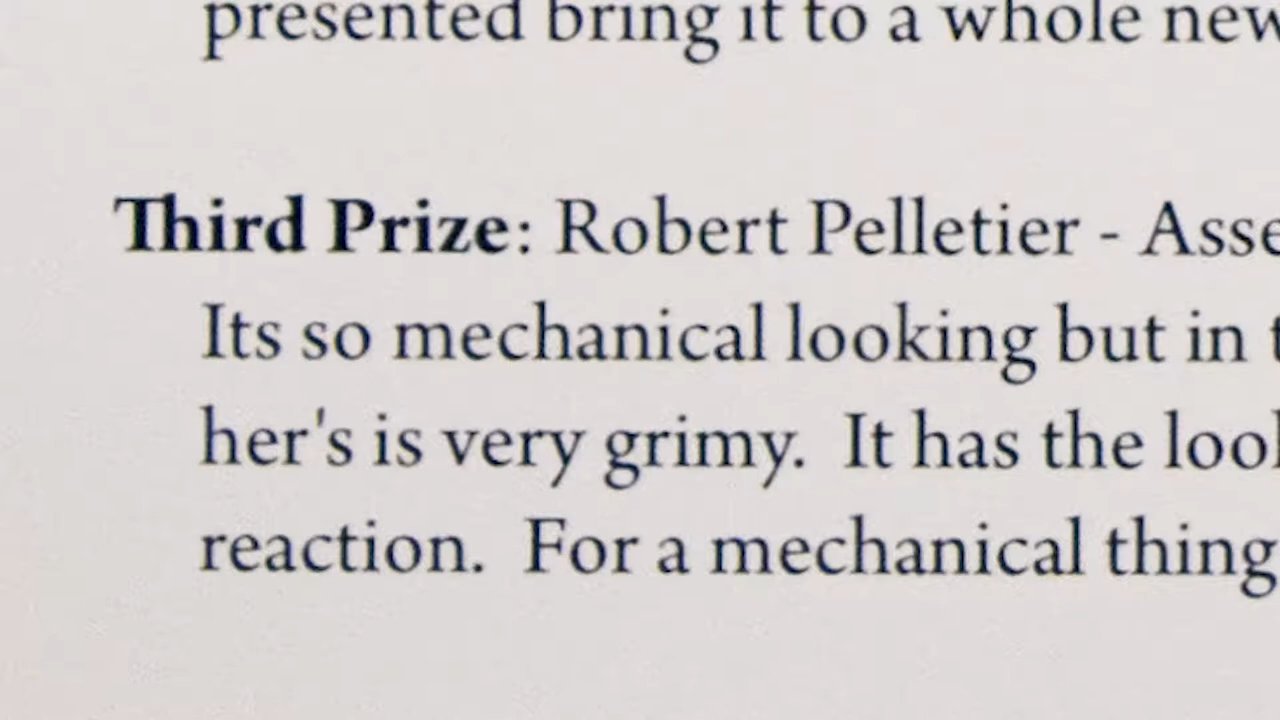 presented bring it to a whole new
Third Prize: Robert Pelletier - Asse
Its so mechanical looking but in t
her's is very grimy. It has the look
reaction. For a mechanical thing